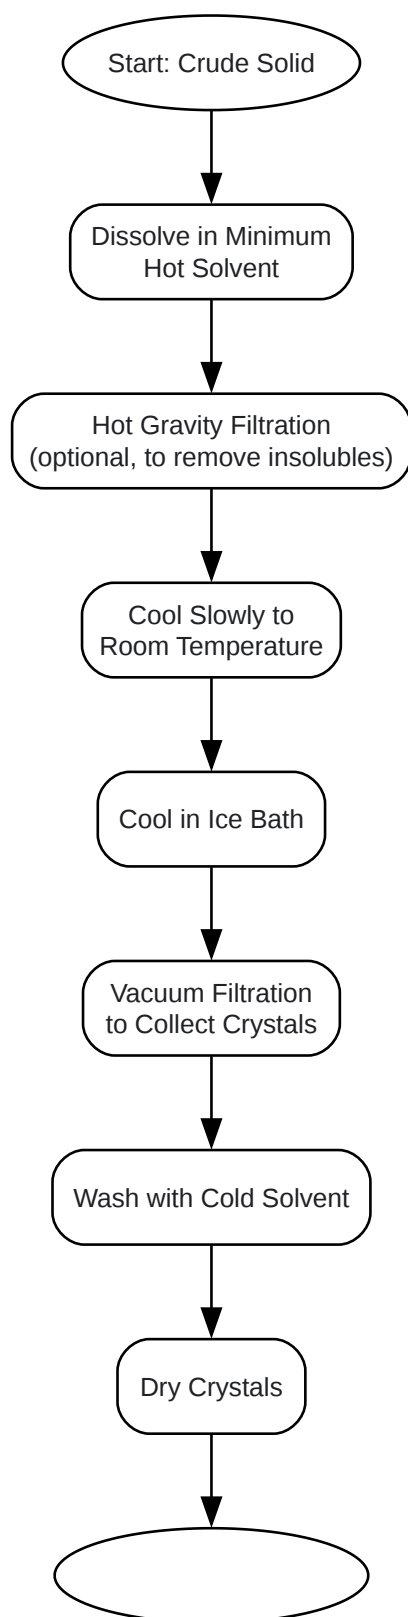 Start: Crude Solid
Dissolve in Minimum
Hot Solvent
Hot Gravity Filtration
(optional, to remove insolubles)
Cool Slowly to
Room Temperature
Cool in Ice Bath
Vacuum Filtration
to Collect Crystals
Wash with Cold Solvent
Dry Crystals